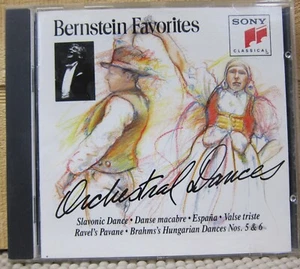 Bernstein Favorites
SONY
CLASSICAL
Orchestral Dances
Slavonic Dance • Danse macabre • España • Valse triste
Ravel's Pavane • Brahms's Hungarian Dances Nos. 5 & 6